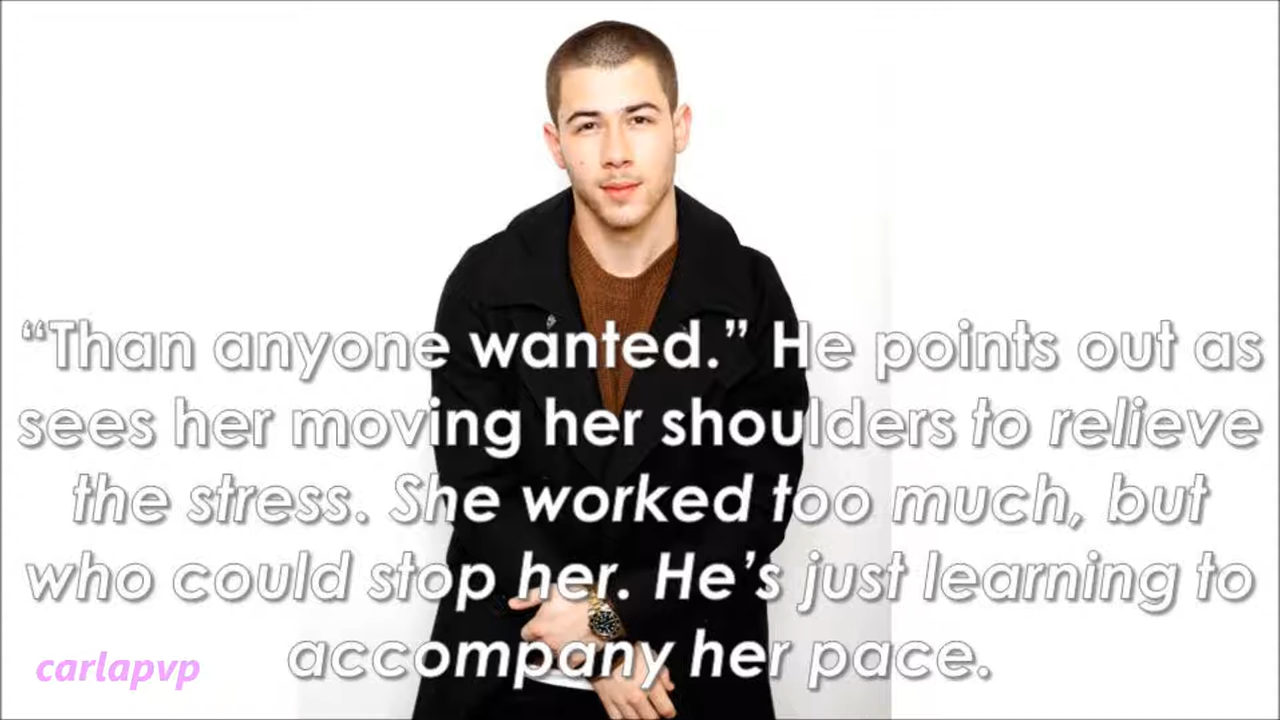 “Than anyone wanted.” He points out as
sees her moving her shoulders to relieve
the stress. She worked too much, but
who could stop her. He’s just learning to
accompany her pace.
carlapvp